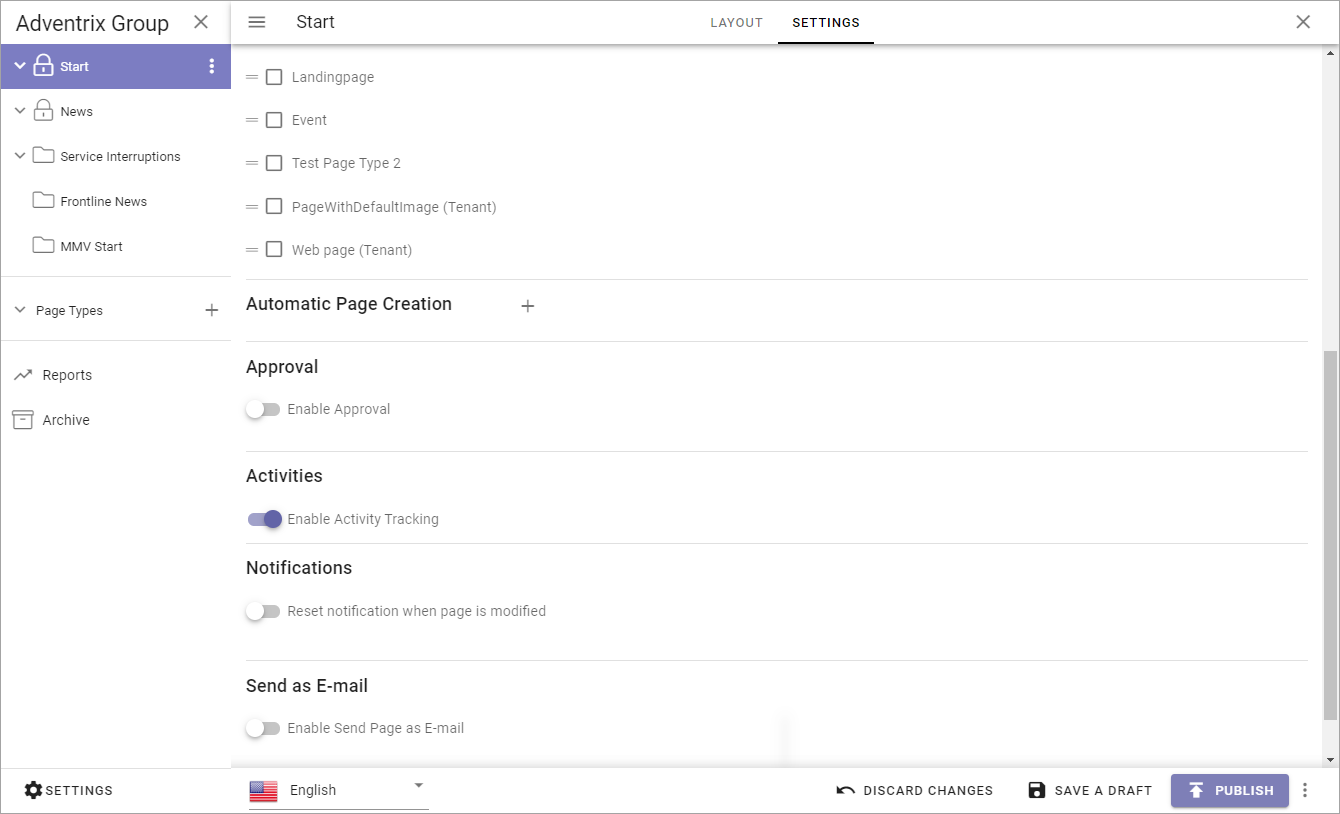 Adventrix Group
Start
News
Service Interruptions
Frontline News
MMV Start
Page Types
Reports
Archive
SETTINGS
Start
LAYOUT
SETTINGS
Landingpage
Event
Test Page Type 2
PageWithDefaultImage (Tenant)
Web page (Tenant)
Automatic Page Creation
Approval
Enable Approval
Activities
Enable Activity Tracking
Notifications
Reset notification when page is modified
Send as E-mail
Enable Send Page as E-mail
English
DISCARD CHANGES
SAVE A DRAFT
PUBLISH